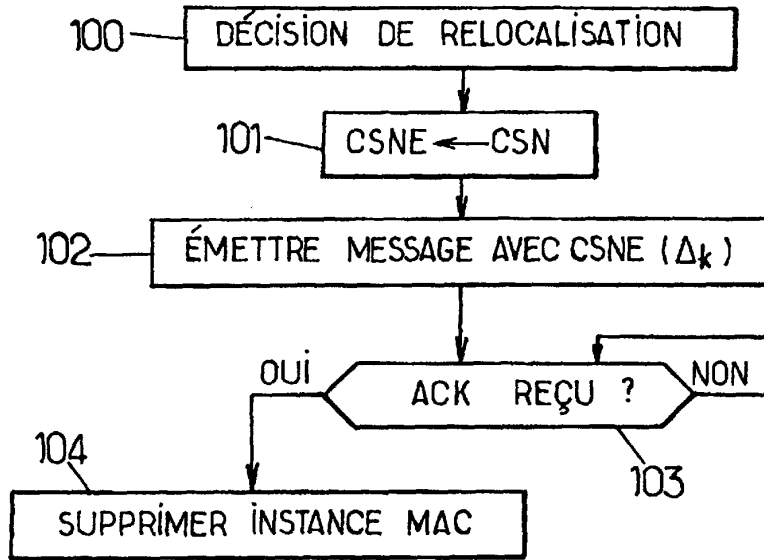 100
DÉCISION DE RELOCALISATION
101
CSNE ← CSN
102
ÉMETTRE MESSAGE AVEC CSNE (Δk)
OUI
ACK REÇU ?
NON
103
104
SUPPRIMER INSTANCE MAC